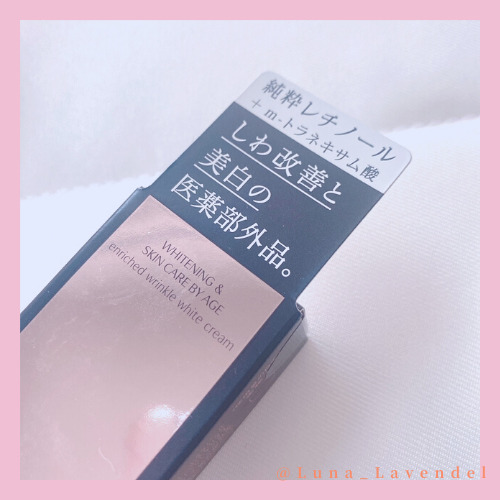 純粋レチノール
+ m-トラネキサム酸
しわ改善と
美白の
医薬部外品。
WHITENING &
SKIN CARE BY AGE
enriched wrinkle white cream
@Luna_Lavendel